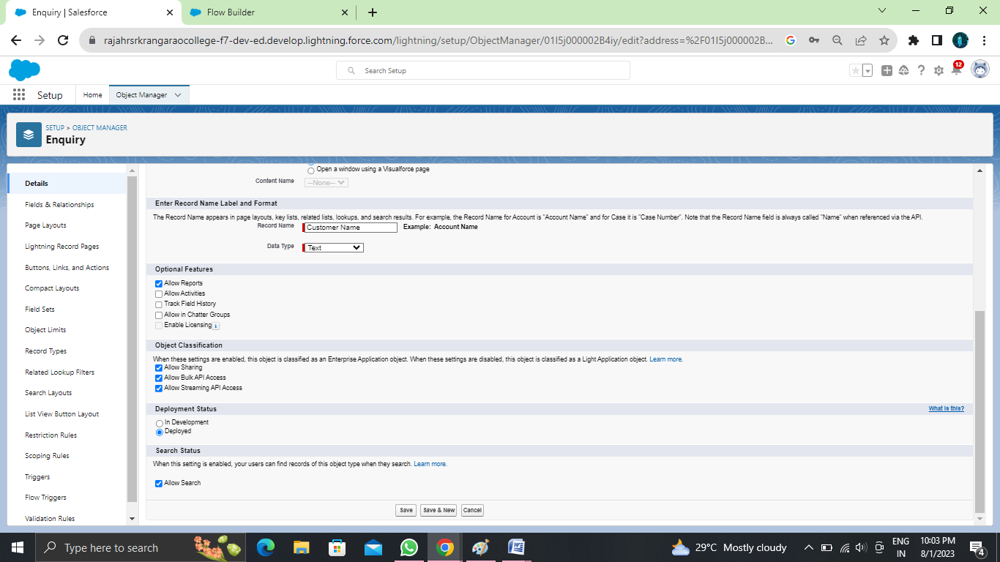 Enquiry | Salesforce
Flow Builder
rajahrsrkrangaraocollege-f7-dev-ed.develop.lightning.force.com/lightning/setup/ObjectManager/01I5j000002B4iy/edit?address=%2F01I5j000002B...
Search Setup
12
Setup
Home
Object Manager
SETUP > OBJECT MANAGER
Enquiry
Details
Fields & Relationships
Page Layouts
Lightning Record Pages
Buttons, Links, and Actions
Compact Layouts
Field Sets
Object Limits
Record Types
Related Lookup Filters
Search Layouts
List View Button Layout
Restriction Rules
Scoping Rules
Triggers
Flow Triggers
Validation Rules
Open a window using a Visualforce page
Content Name
--None--
Enter Record Name Label and Format
The Record Name appears in page layouts, key lists, related lists, lookups, and search results. For example, the Record Name for Account is "Account Name" and for Case it is "Case Number". Note that the Record Name field is always called "Name" when referenced via the API.
Record Name
Customer Name
Example: Account Name
Data Type
Text
Optional Features
Allow Reports
Allow Activities
Track Field History
Allow in Chatter Groups
Enable Licensing i
Object Classification
When these settings are enabled, this object is classified as an Enterprise Application object. When these settings are disabled, this object is classified as a Light Application object. Learn more.
Allow Sharing
Allow Bulk API Access
Allow Streaming API Access
Deployment Status
What is this?
In Development
Deployed
Search Status
When this setting is enabled, your users can find records of this object type when they search. Learn more.
Allow Search
Save
Save & New
Cancel
Type here to search
29°C Mostly cloudy
ENG
IN
10:03 PM
8/1/2023
4